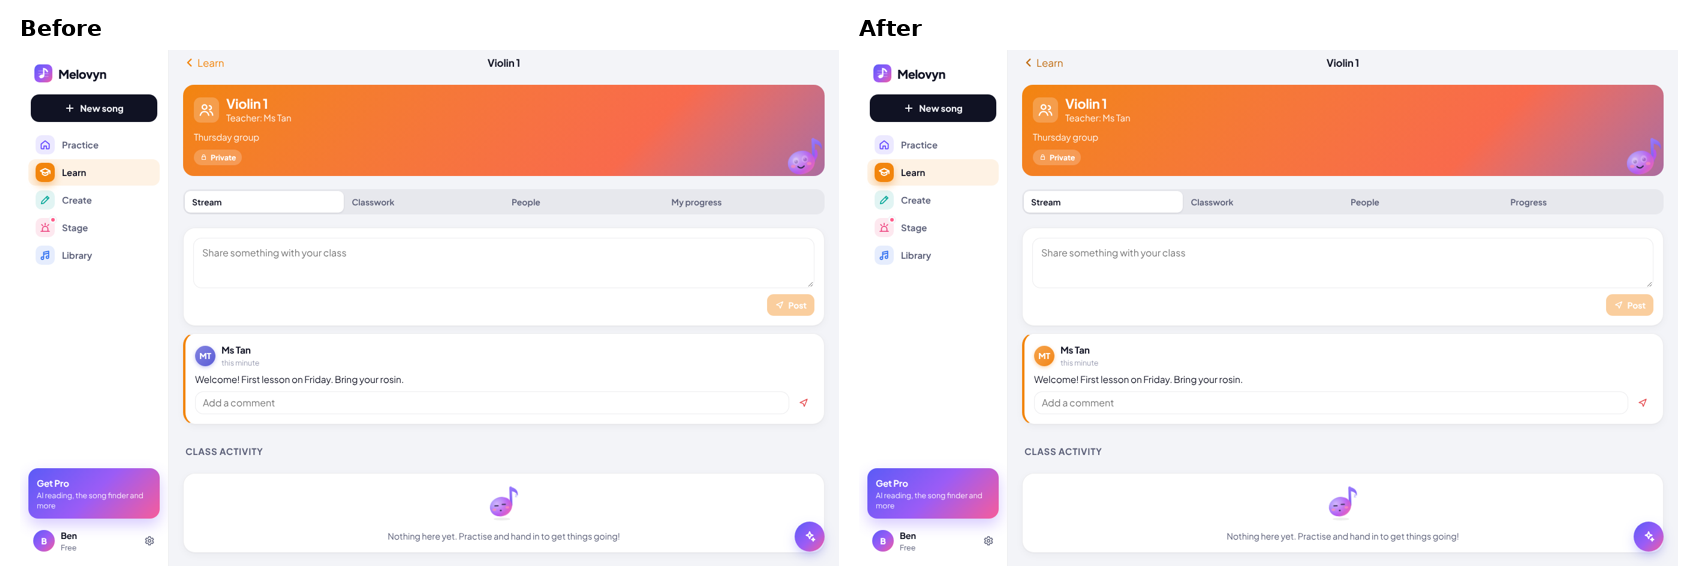 Before
Melovyn
New song
Practice
Learn
Create
Stage
Library
Get Pro
AI reading, the song finder and
more
B
Ben
Free
Learn
Violin 1
Violin 1
Teacher: Ms Tan
Thursday group
Private
Stream
Classwork
People
My progress
Share something with your class
Post
MT
Ms Tan
this minute
Welcome! First lesson on Friday. Bring your rosin.
Add a comment
CLASS ACTIVITY
Nothing here yet. Practise and hand in to get things going!
After
Melovyn
New song
Practice
Learn
Create
Stage
Library
Get Pro
AI reading, the song finder and
more
B
Ben
Free
Learn
Violin 1
Violin 1
Teacher: Ms Tan
Thursday group
Private
Stream
Classwork
People
Progress
Share something with your class
Post
MT
Ms Tan
this minute
Welcome! First lesson on Friday. Bring your rosin.
Add a comment
CLASS ACTIVITY
Nothing here yet. Practise and hand in to get things going!